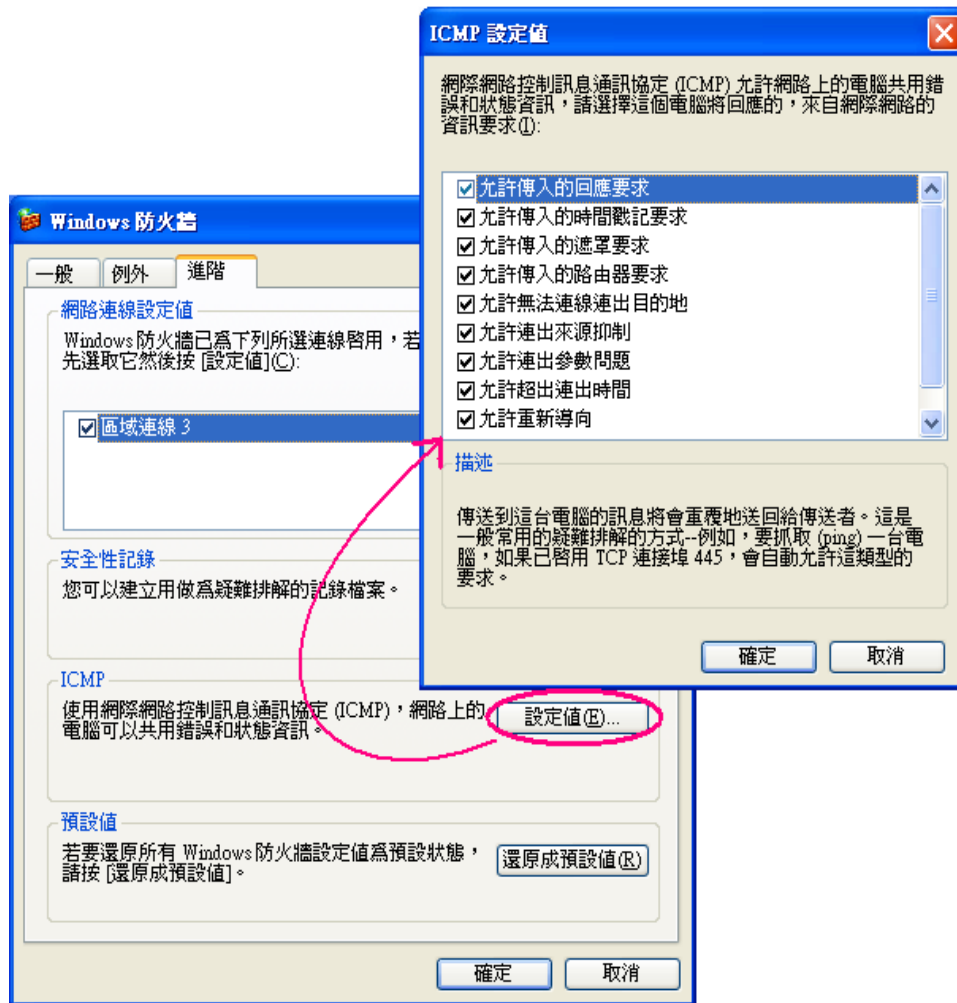 ICMP 設定值
網際網路控制訊息通訊協定 (ICMP) 允許網路上的電腦共用錯
誤和狀態資訊，請選擇這個電腦將回應的，來自網際網路的
資訊要求(I):
允許傳入的回應要求
允許傳入的時間戳記要求
允許傳入的遮罩要求
允許傳入的路由器要求
允許無法連線連出目的地
允許連出來源抑制
允許連出參數問題
允許超出連出時間
允許重新導向
描述
傳送到這台電腦的訊息將會重覆地送回給傳送者。這是
一般常用的疑難排解的方式--例如，要抓取 (ping) 一台電
腦，如果已啓用 TCP 連接埠 445，會自動允許這類型的
要求。
確定
取消
Windows 防火牆
一般
例外
進階
網路連線設定值
Windows 防火牆已爲下列所選連線啓用，若
先選取它然後按 [設定值](C):
區域連線 3
安全性記錄
您可以建立用做爲疑難排解的記錄檔案。
ICMP
使用網際網路控制訊息通訊協定 (ICMP)，網路上的
電腦可以共用錯誤和狀態資訊。
設定值(E)...
預設值
若要還原所有 Windows 防火牆設定值爲預設狀態，
請按 [還原成預設值]。
還原成預設值(R)
確定
取消